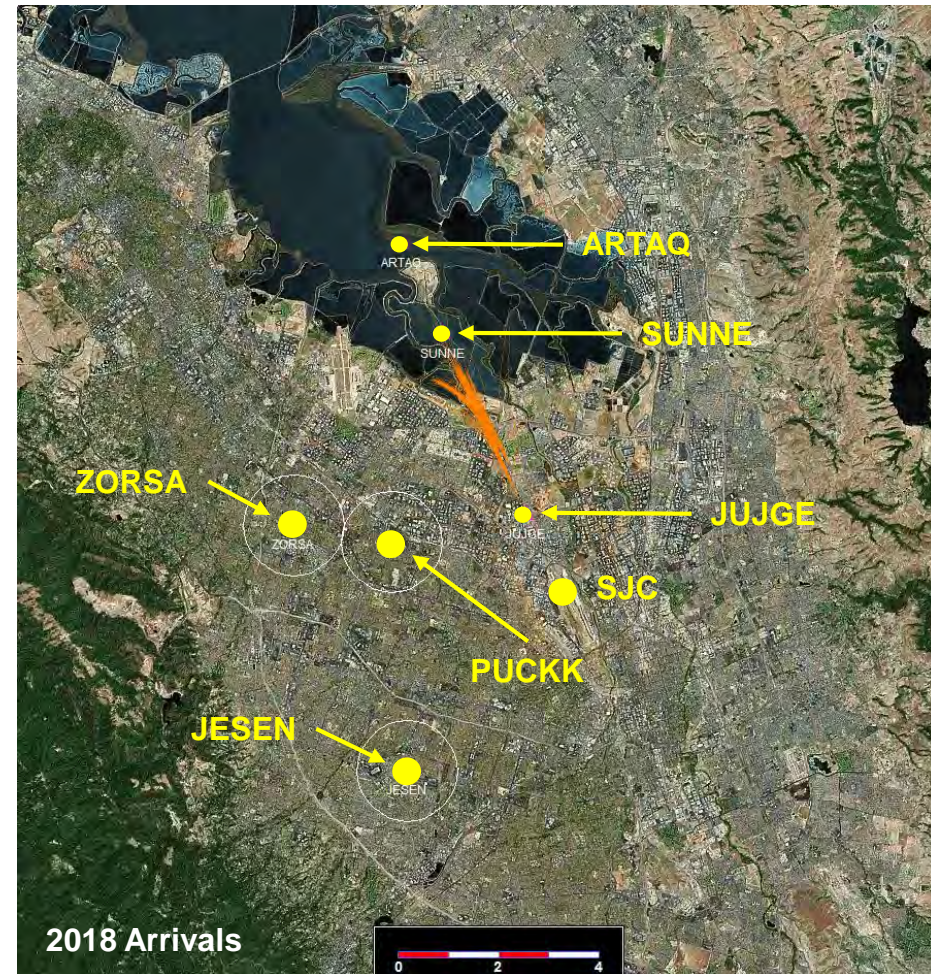 ARTAQ
ARTAQ
SUNNE
SUNNE
ZORSA
ZORSA
JUJGE
JUJGE
SJC
PUCKK
JESEN
JESEN
2018 Arrivals
0 2 4